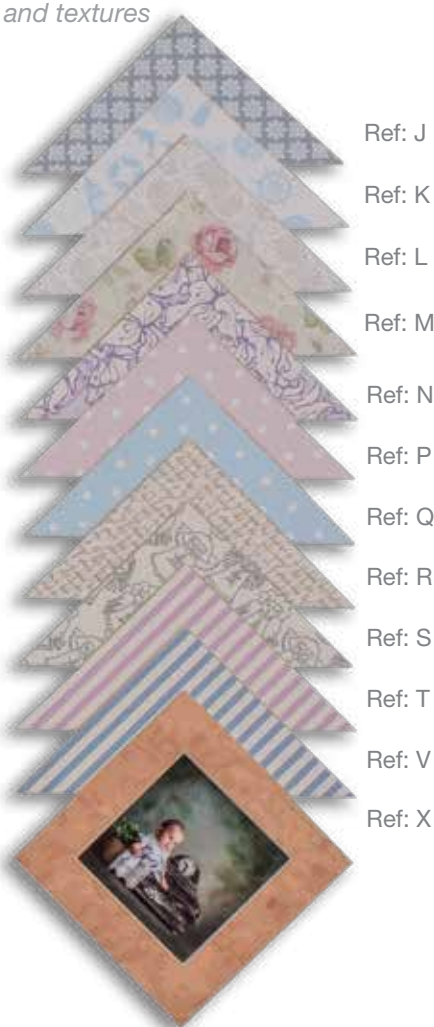 and textures
Ref: J
Ref: K
Ref: L
Ref: M
Ref: N
Ref: P
Ref: Q
Ref: R
Ref: S
Ref: T
Ref: V
Ref: X